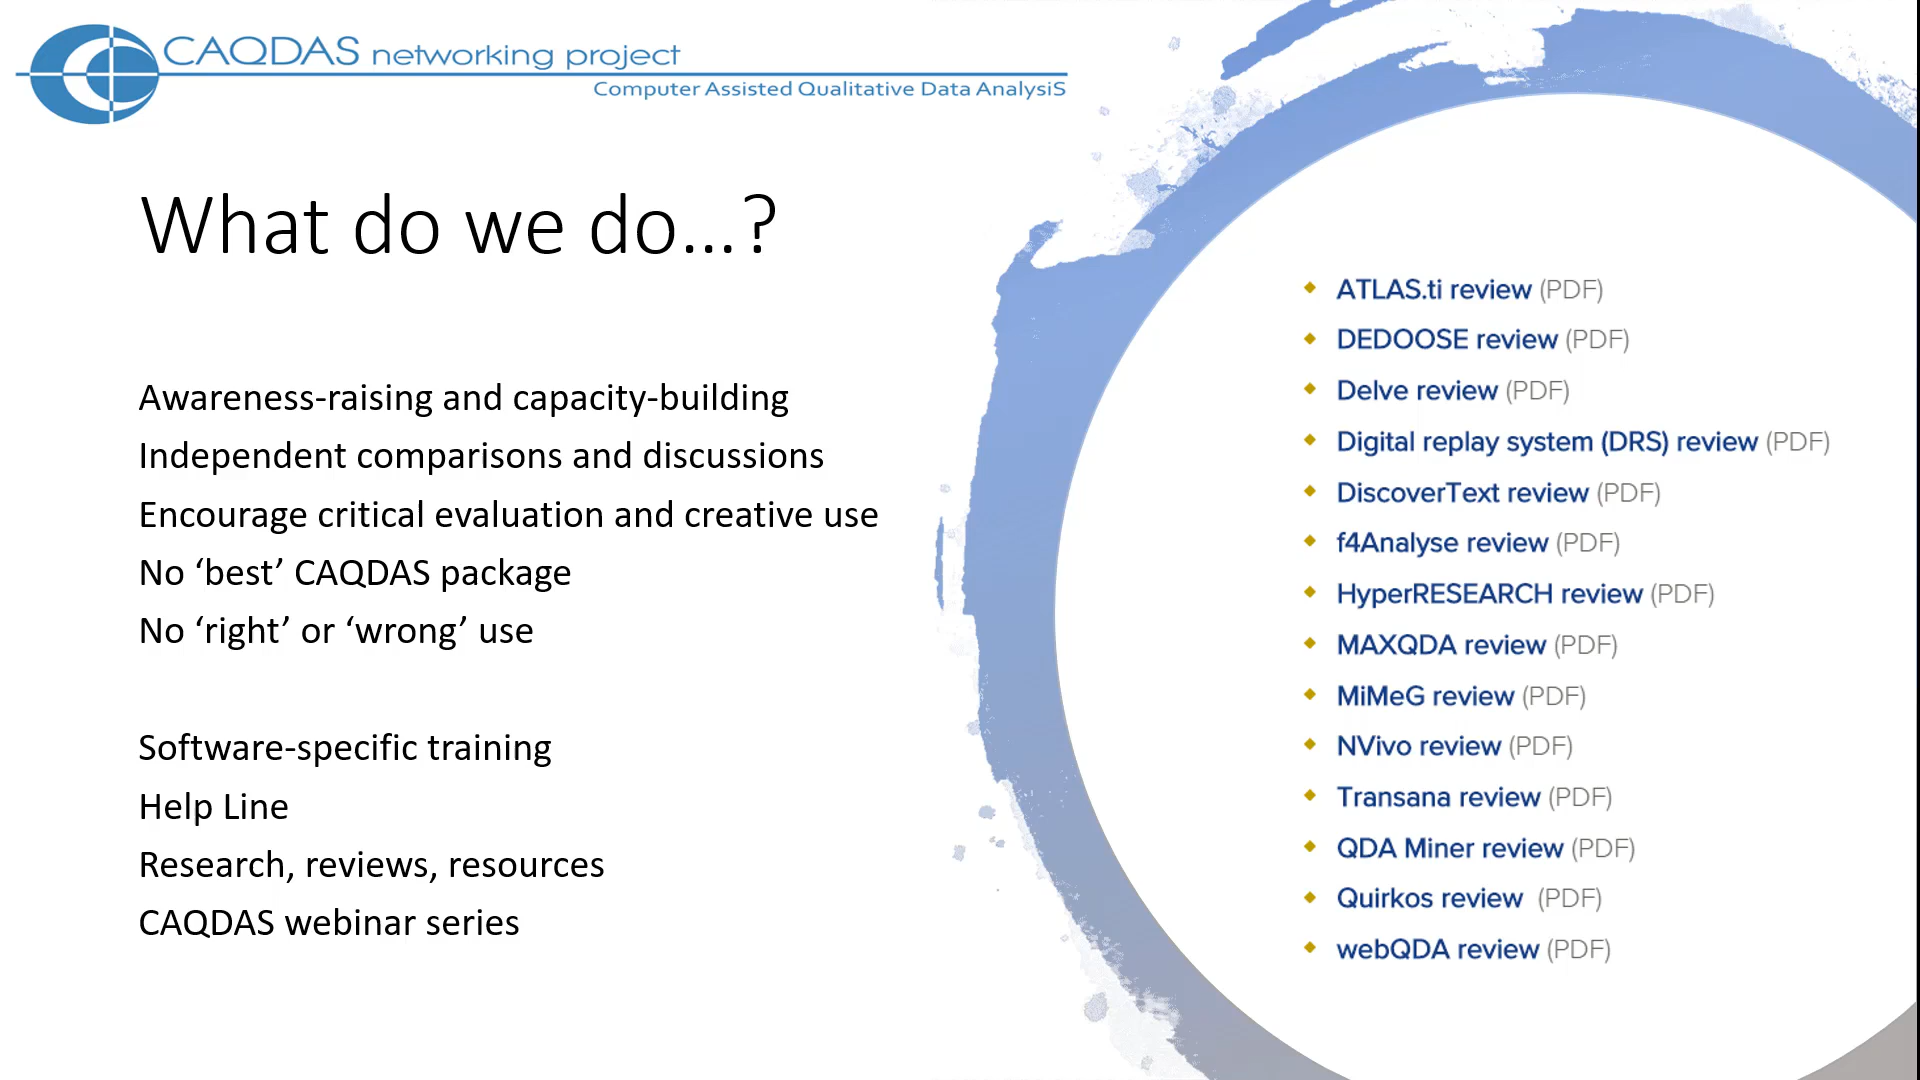 CAQDAS networking project
Computer Assisted Qualitative Data AnalysiS
What do we do...?
Awareness-raising and capacity-building
Independent comparisons and discussions
Encourage critical evaluation and creative use
No ‘best’ CAQDAS package
No ‘right’ or ‘wrong’ use
Software-specific training
Help Line
Research, reviews, resources
CAQDAS webinar series
ATLAS.ti review (PDF)
DEDOOSE review (PDF)
Delve review (PDF)
Digital replay system (DRS) review (PDF)
DiscoverText review (PDF)
f4Analyse review (PDF)
HyperRESEARCH review (PDF)
MAXQDA review (PDF)
MiMeG review (PDF)
NVivo review (PDF)
Transana review (PDF)
QDA Miner review (PDF)
Quirkos review (PDF)
webQDA review (PDF)